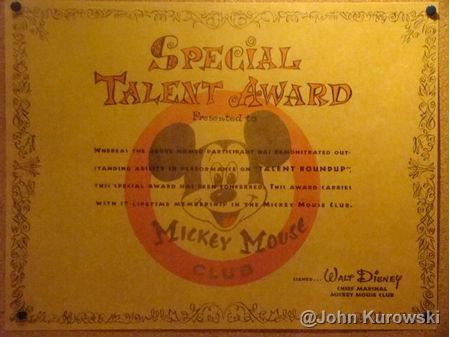 SPECIAL
TALENT AWARD
Presented to
WHEREAS THE ABOVE NAMED PARTICIPANT HAS DEMONSTRATED OUT-
STANDING ABILITY IN PERFORMANCE ON "TALENT ROUNDUP",
THIS SPECIAL AWARD HAS BEEN CONFERRED. THIS AWARD CARRIES
WITH IT LIFETIME MEMBERSHIP IN THE MICKEY MOUSE CLUB.
MICKEY MOUSE
CLUB
SIGNED... WALT DISNEY
CHIEF MARSHAL
MICKEY MOUSE CLUB
@John Kurowski